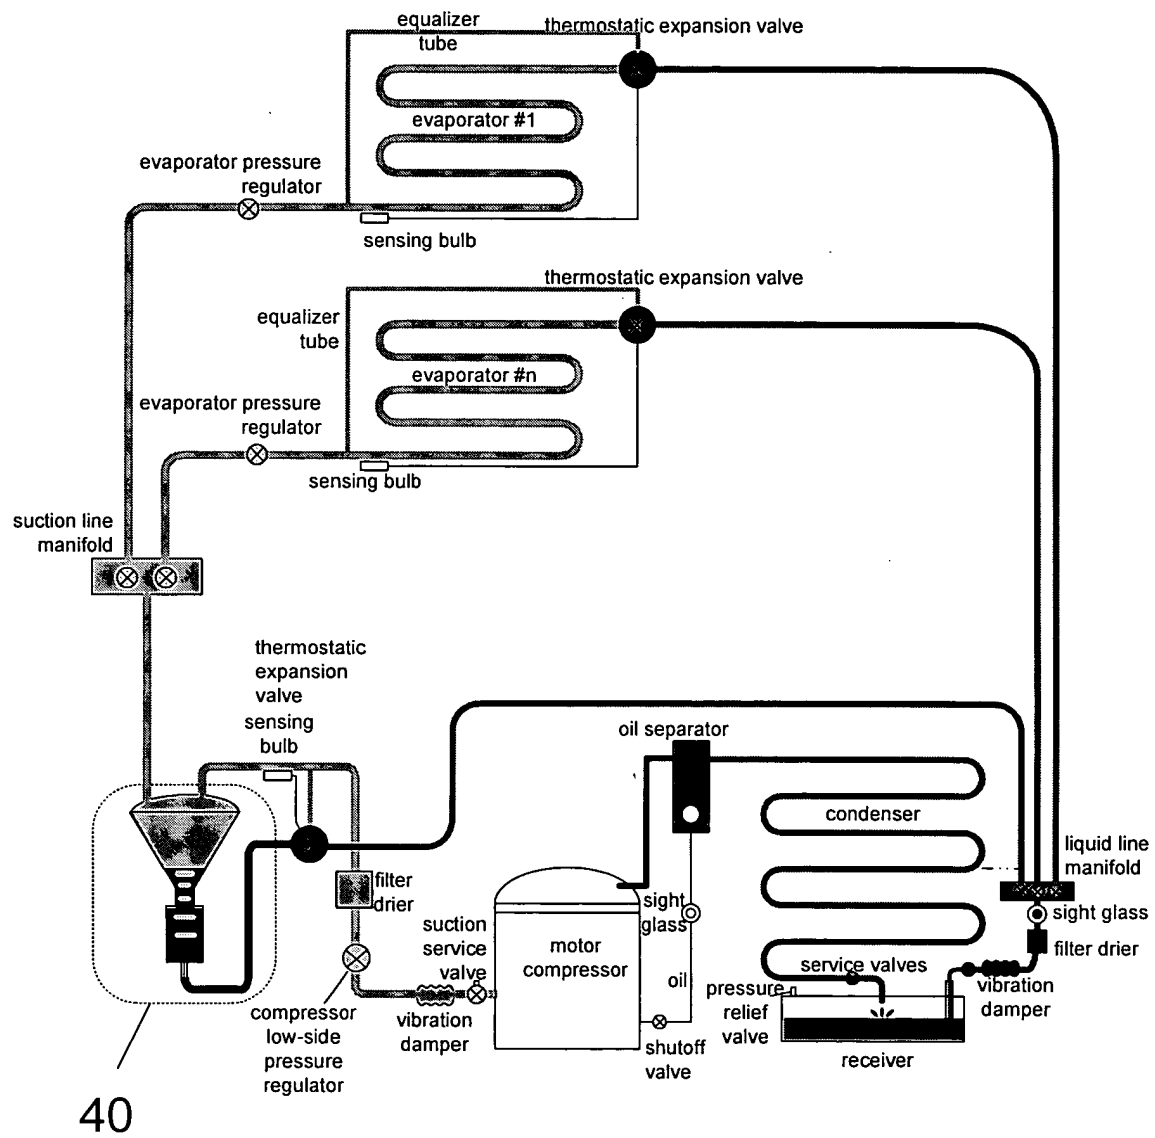 equalizer
tube
thermostatic expansion valve
evaporator #1
evaporator pressure
regulator
sensing bulb
thermostatic expansion valve
equalizer
tube
evaporator #n
evaporator pressure
regulator
sensing bulb
suction line
manifold
thermostatic
expansion
valve
sensing
bulb
oil separator
condenser
liquid line
manifold
filter
drier
sight
glass
sight glass
suction
service
valve
motor
compressor
filter drier
service valves
oil
pressure
relief
valve
vibration
damper
compressor
low-side
pressure
regulator
vibration
damper
shutoff
valve
receiver
40